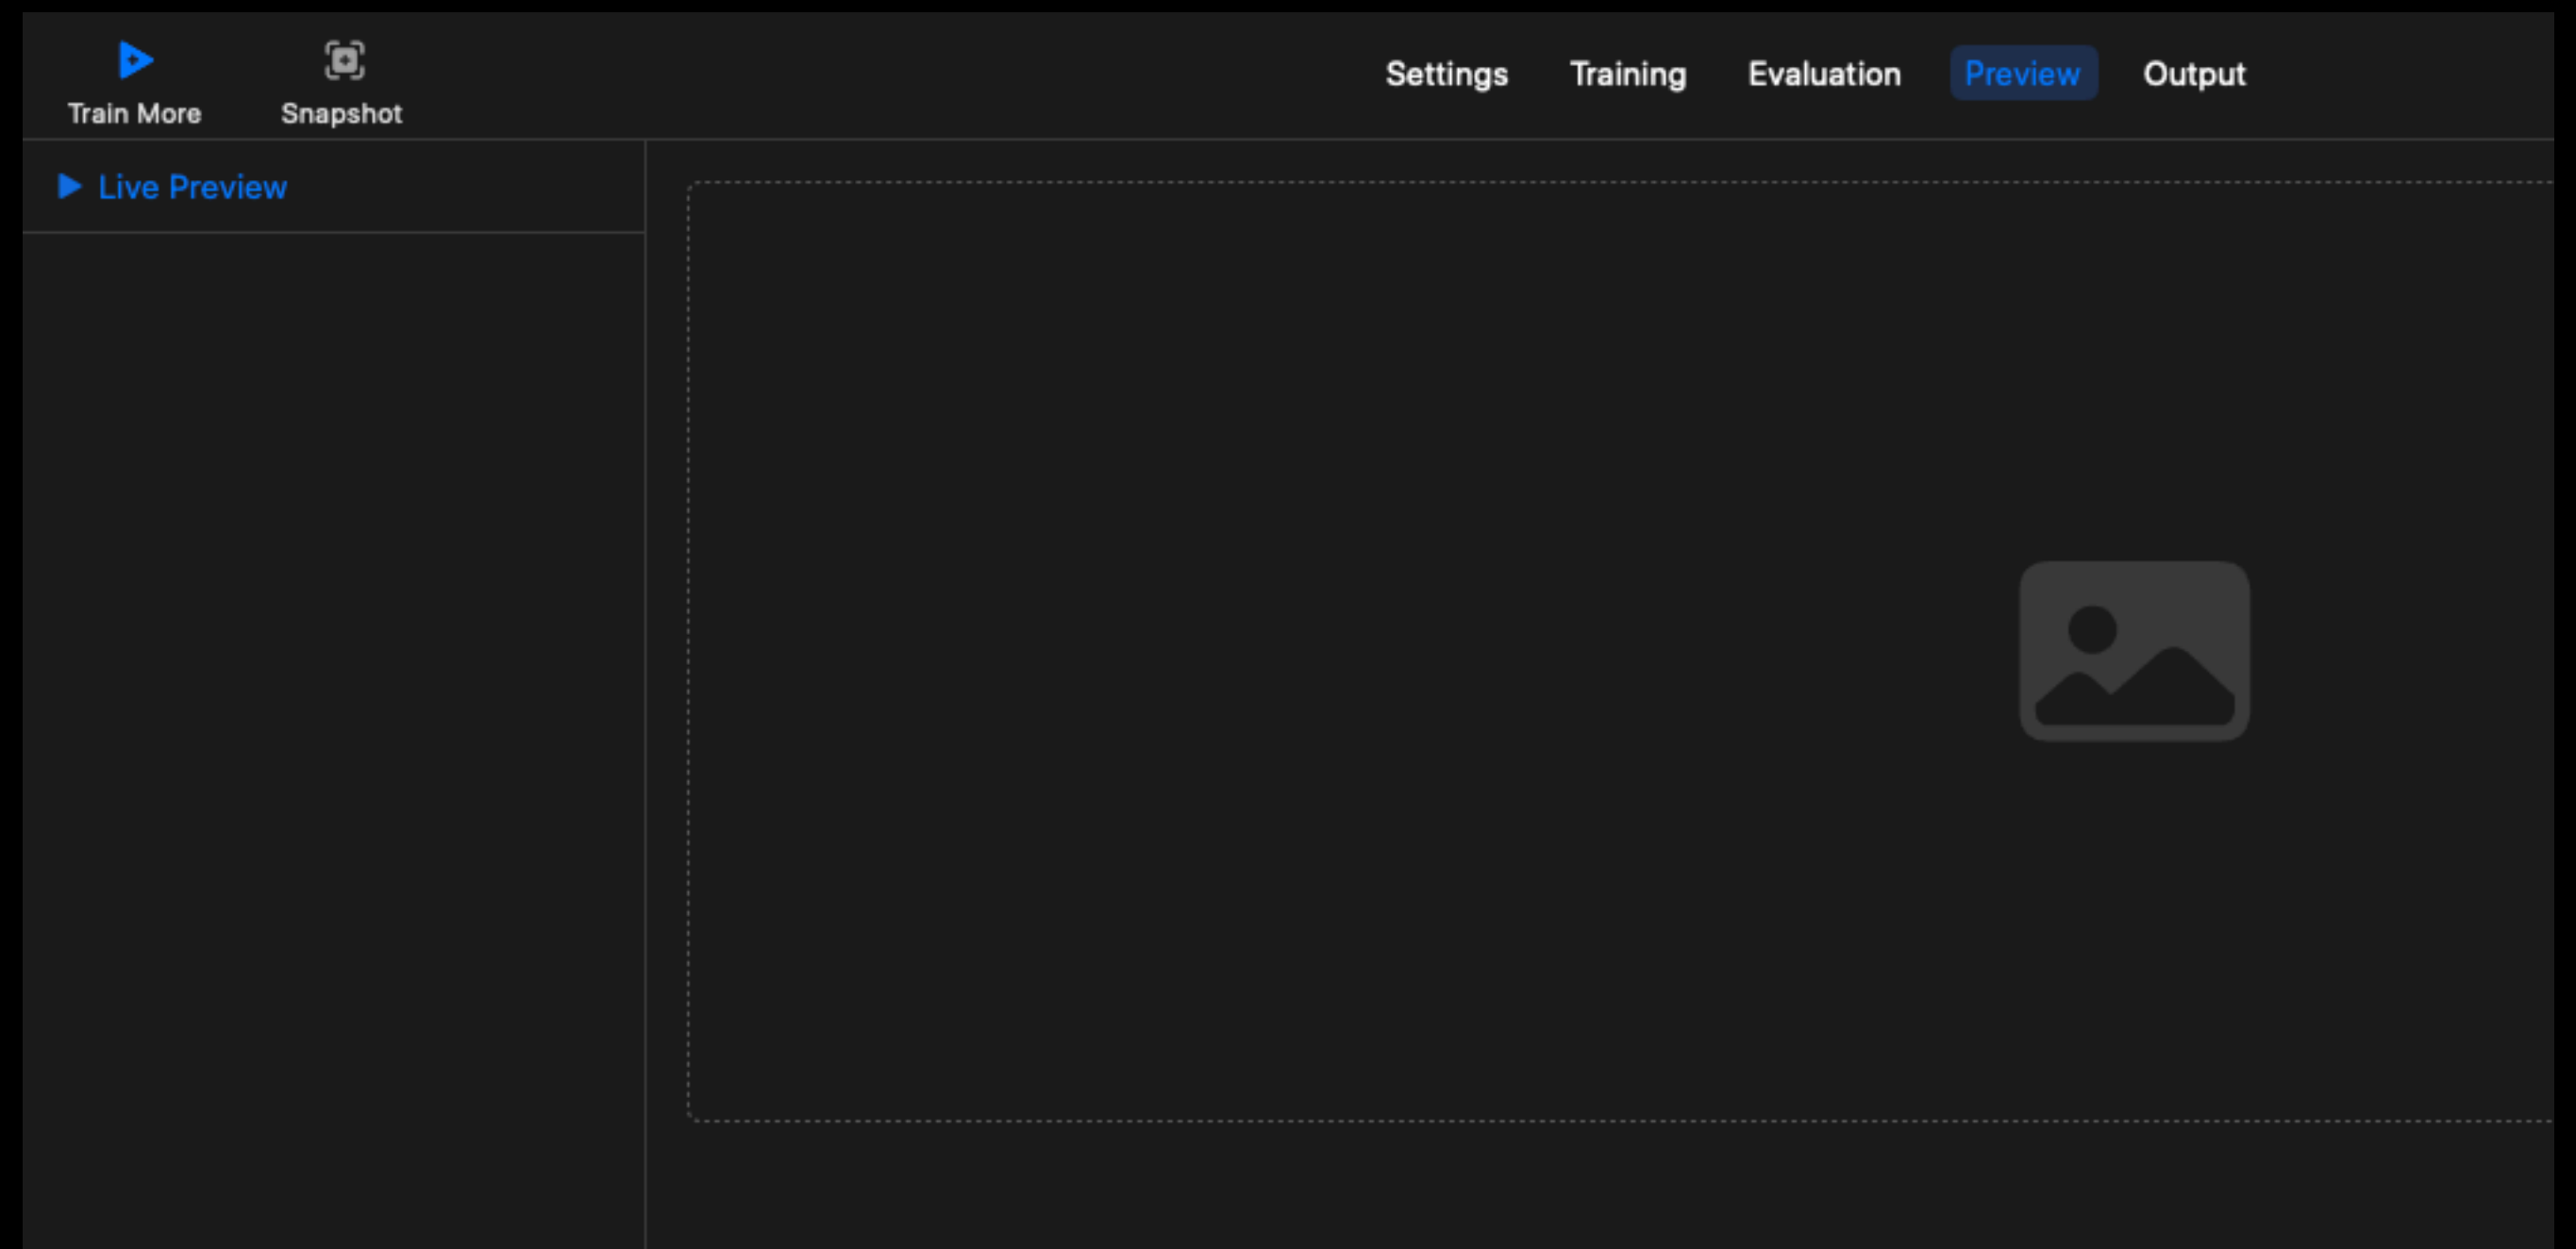 Train More
Snapshot
Settings
Training
Evaluation
Preview
Output
Live Preview